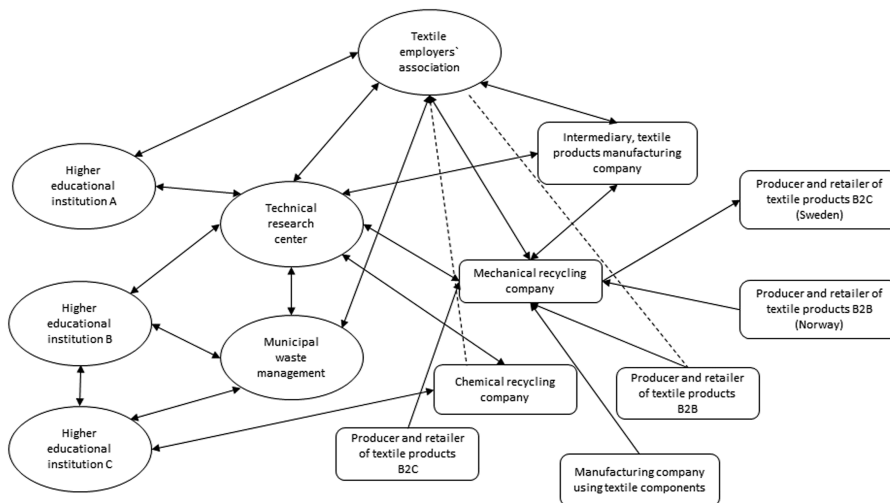 Textile
employers`
association
Intermediary, textile
products manufacturing
company
Higher
educational
institution A
Producer and retailer of
textile products B2C
(Sweden)
Technical
research
center
Mechanical recycling
company
Producer and retailer of
textile products B2B
(Norway)
Higher
educational
institution B
Municipal
waste
management
Chemical recycling
company
Producer and retailer
of textile products
B2B
Higher
educational
institution C
Producer and retailer
of textile products
B2C
Manufacturing company
using textile components